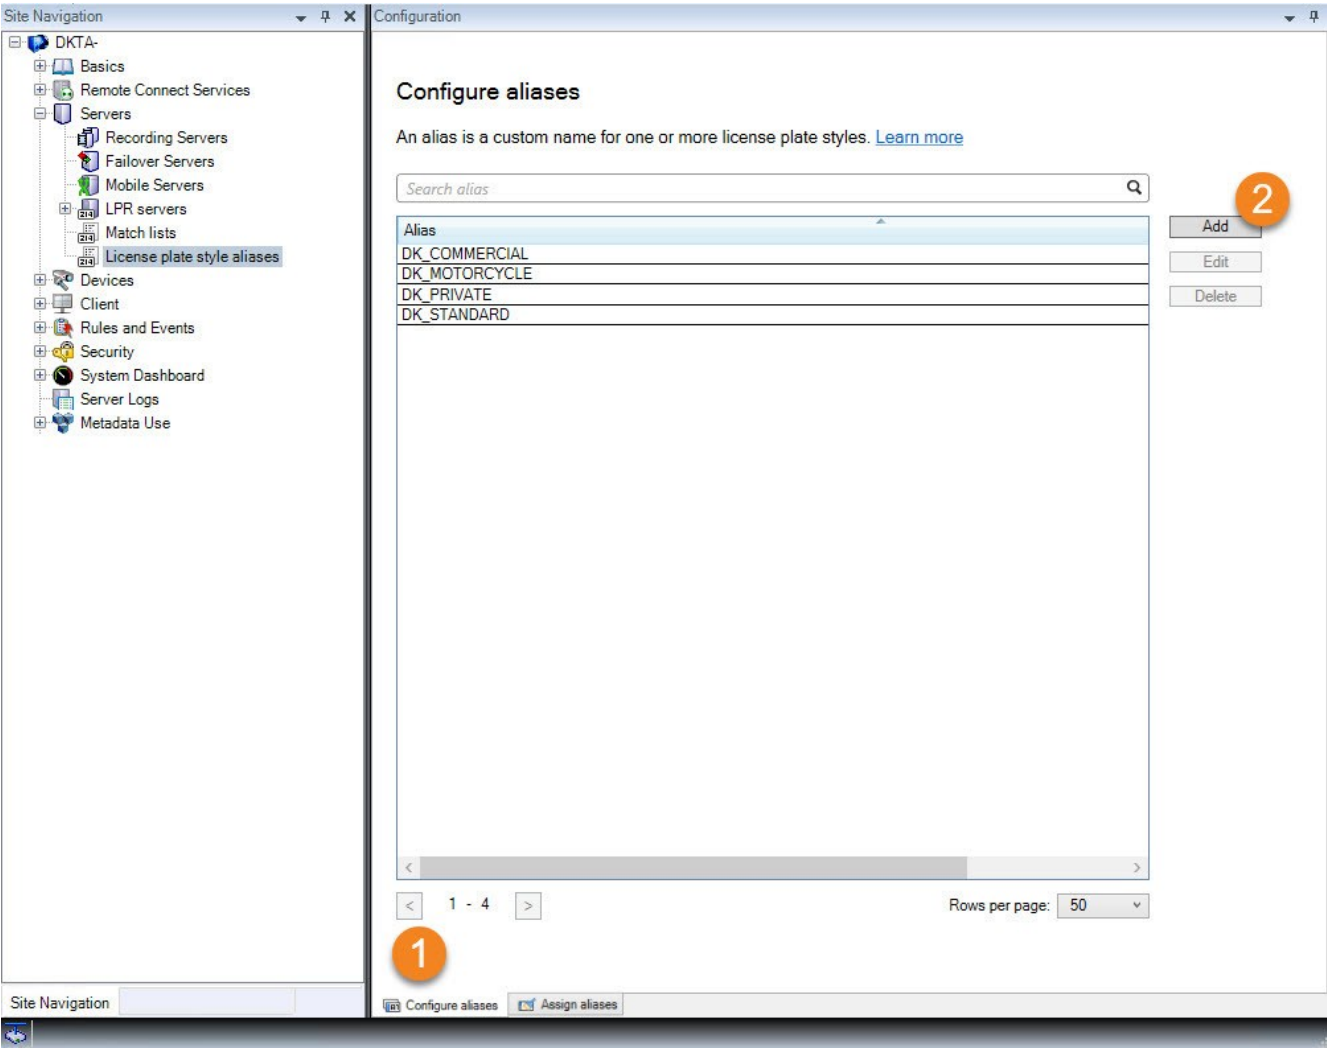 Site Navigation
DKTA-
Basics
Remote Connect Services
Servers
Recording Servers
Failover Servers
Mobile Servers
LPR servers
Match lists
License plate style aliases
Devices
Client
Rules and Events
Security
System Dashboard
Server Logs
Metadata Use
Site Navigation
Configuration
Configure aliases
An alias is a custom name for one or more license plate styles. Learn more
Search alias
2
Alias
Add
DK_COMMERCIAL
Edit
DK_MOTORCYCLE
DK_PRIVATE
Delete
DK_STANDARD
< 1 - 4 >
Rows per page: 50
1
Configure aliases
Assign aliases